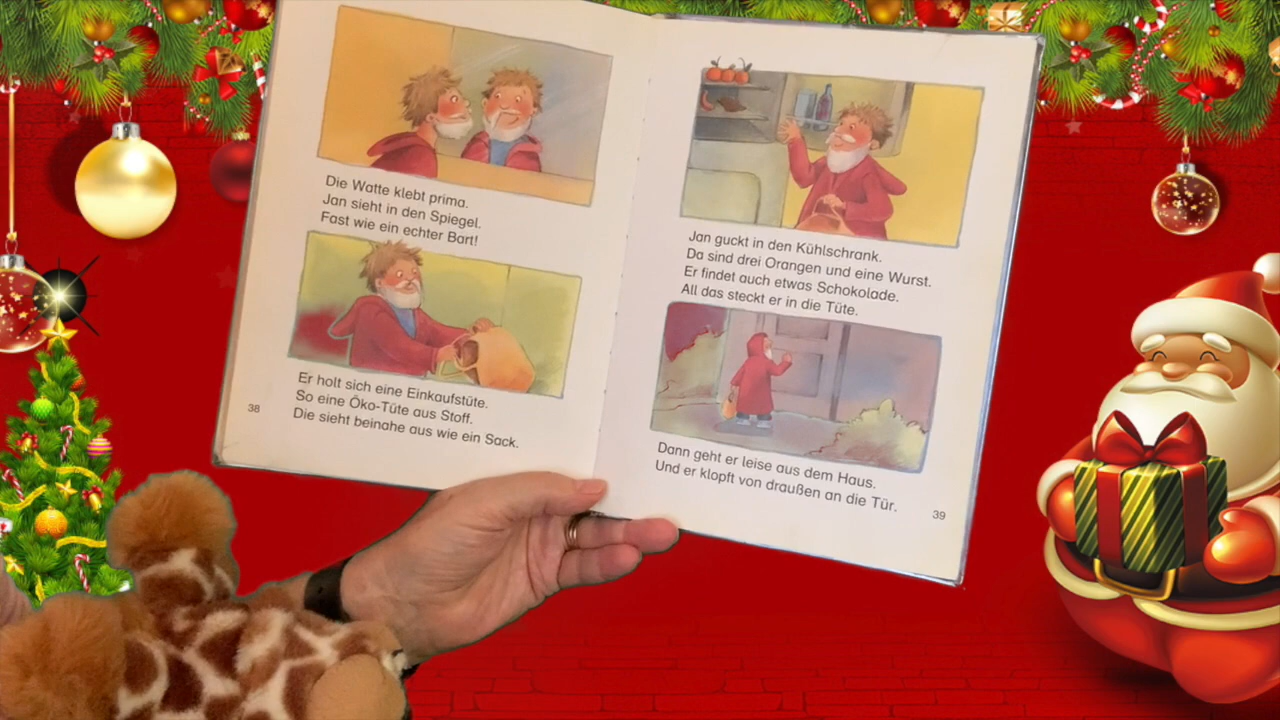 Die Watte klebt prima.
Jan sieht in den Spiegel.
Fast wie ein echter Bart!
Er holt sich eine Einkaufstüte.
So eine Öko-Tüte aus Stoff.
Die sieht beinahe aus wie ein Sack.
38
Jan guckt in den Kühlschrank.
Da sind drei Orangen und eine Wurst.
Er findet auch etwas Schokolade.
All das steckt er in die Tüte.
Dann geht er leise aus dem Haus.
Und er klopft von draußen an die Tür.
39